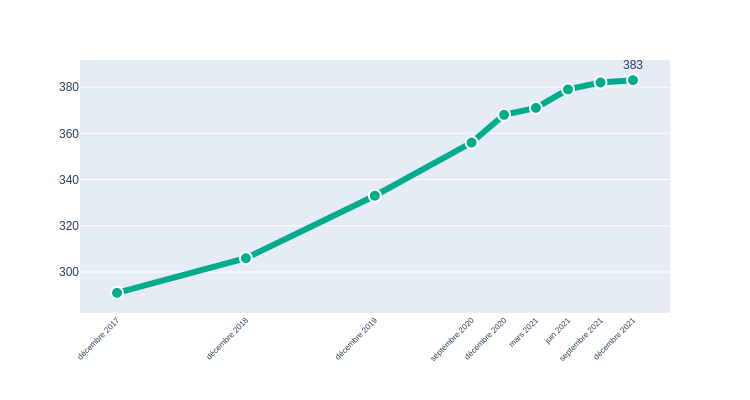 383
380
360
340
320
300
décembre 2017
décembre 2018
décembre 2019
septembre 2020
décembre 2020
mars 2021
juin 2021
septembre 2021
décembre 2021